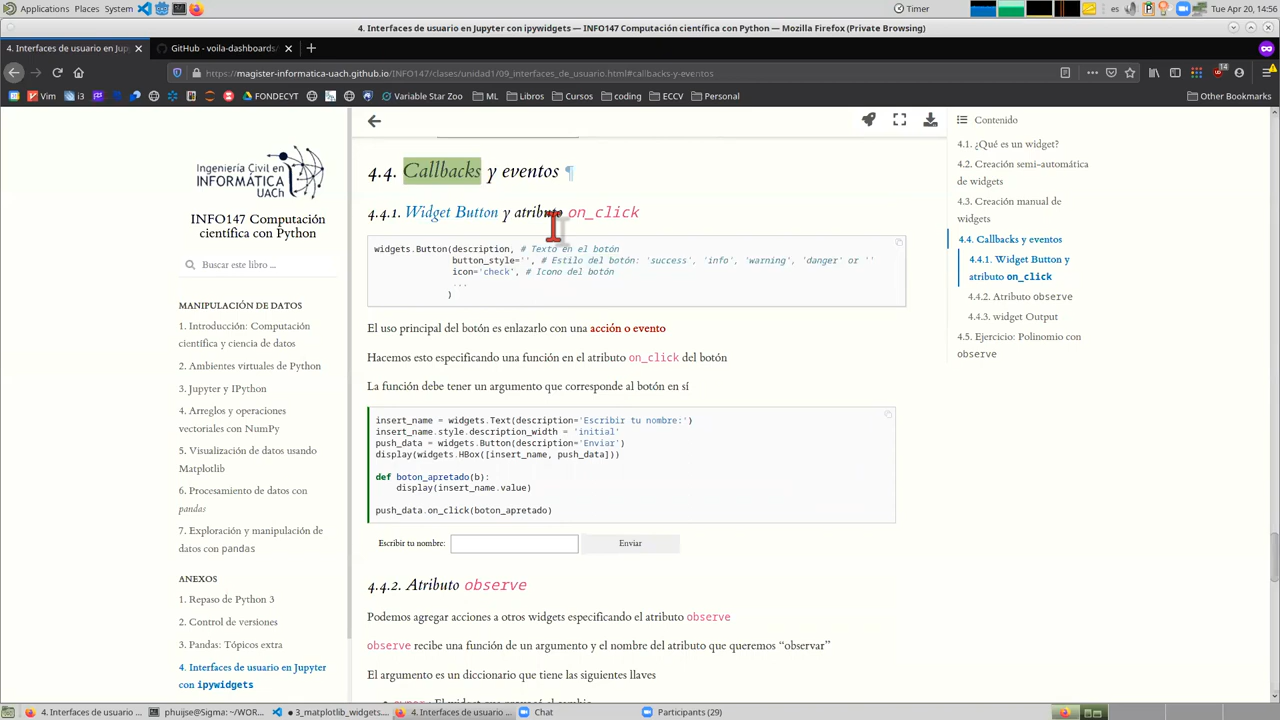 Applications Places System
Timer
es
Tue Apr 20, 14:56
4. Interfaces de usuario en Jupyter con ipywidgets — INFO147 Computación científica con Python — Mozilla Firefox (Private Browsing)
4. Interfaces de usuario en Jup
GitHub - voila-dashboards/
https://magister-informatica-uach.github.io/INFO147/clases/unidad1/09_interfaces_de_usuario.html#callbacks-y-eventos
14
Vim i3 FONDECYT Variable Star Zoo ML Libros Cursos coding ECCV Personal Other Bookmarks
Ingeniería Civil en
INFORMÁTICA
UACh
INFO147 Computación
científica con Python
Buscar este libro...
MANIPULACIÓN DE DATOS
1. Introducción: Computación
científica y ciencia de datos
2. Ambientes virtuales de Python
3. Jupyter y IPython
4. Arreglos y operaciones
vectoriales con NumPy
5. Visualización de datos usando
Matplotlib
6. Procesamiento de datos con
pandas
7. Exploración y manipulación de
datos con pandas
ANEXOS
1. Repaso de Python 3
2. Control de versiones
3. Pandas: Tópicos extra
4. Interfaces de usuario en Jupyter
con ipywidgets
4.4. Callbacks y eventos ¶
4.4.1. Widget Button y atributo on_click
widgets.Button(description, # Texto en el botón
button_style='', # Estilo del botón: 'success', 'info', 'warning', 'danger' or ''
icon='check', # Icono del botón
...
)
El uso principal del botón es enlazarlo con una acción o evento
Hacemos esto especificando una función en el atributo on_click del botón
La función debe tener un argumento que corresponde al botón en sí
insert_name = widgets.Text(description='Escribir tu nombre:')
insert_name.style.description_width = 'initial'
push_data = widgets.Button(description='Enviar')
display(widgets.HBox([insert_name, push_data]))
def boton_apretado(b):
display(insert_name.value)
push_data.on_click(boton_apretado)
Escribir tu nombre:
Enviar
4.4.2. Atributo observe
Podemos agregar acciones a otros widgets especificando el atributo observe
observe recibe una función de un argumento y el nombre del atributo que queremos “observar”
El argumento es un diccionario que tiene las siguientes llaves
Contenido
4.1. ¿Qué es un widget?
4.2. Creación semi-automática
de widgets
4.3. Creación manual de
widgets
4.4. Callbacks y eventos
4.4.1. Widget Button y
atributo on_click
4.4.2. Atributo observe
4.4.3. widget Output
4.5. Ejercicio: Polinomio con
observe
4. Interfaces de usuario en Jup...
phuijse@Sigma: ~/WOR...
● 3_matplotlib_widgets....
4. Interfaces de usuario en Jup...
Chat
Participants (29)